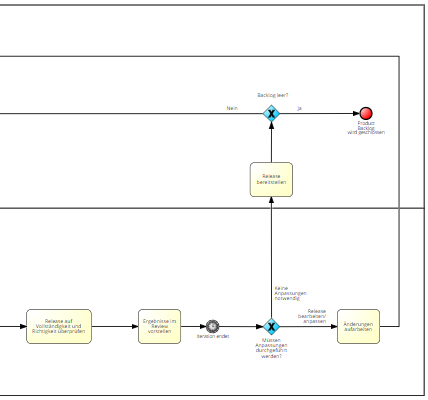 Backlog leer?
Nein
Ja
Product
Backlog
wird geschlossen
Release
bereitstellen
Keine
Anpassungen
notwendig
Release
bearbeiten/
anpassen
Release auf
Vollständigkeit und
Richtigkeit überprüfen
Ergebnisse im
Review
vorstellen
Iteration endet
Müssen
Anpassungen
durchgeführt
werden?
Änderungen
aufarbeiten